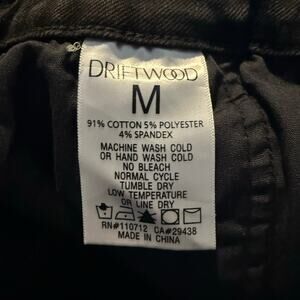 DRIFTWOOD
M
91% COTTON 5% POLYESTER
4% SPANDEX
MACHINE WASH COLD
OR HAND WASH COLD
NO BLEACH
NORMAL CYCLE
TUMBLE DRY
LOW TEMPERATURE
OR LINE DRY
RN#110712 CA#29438
MADE IN CHINA